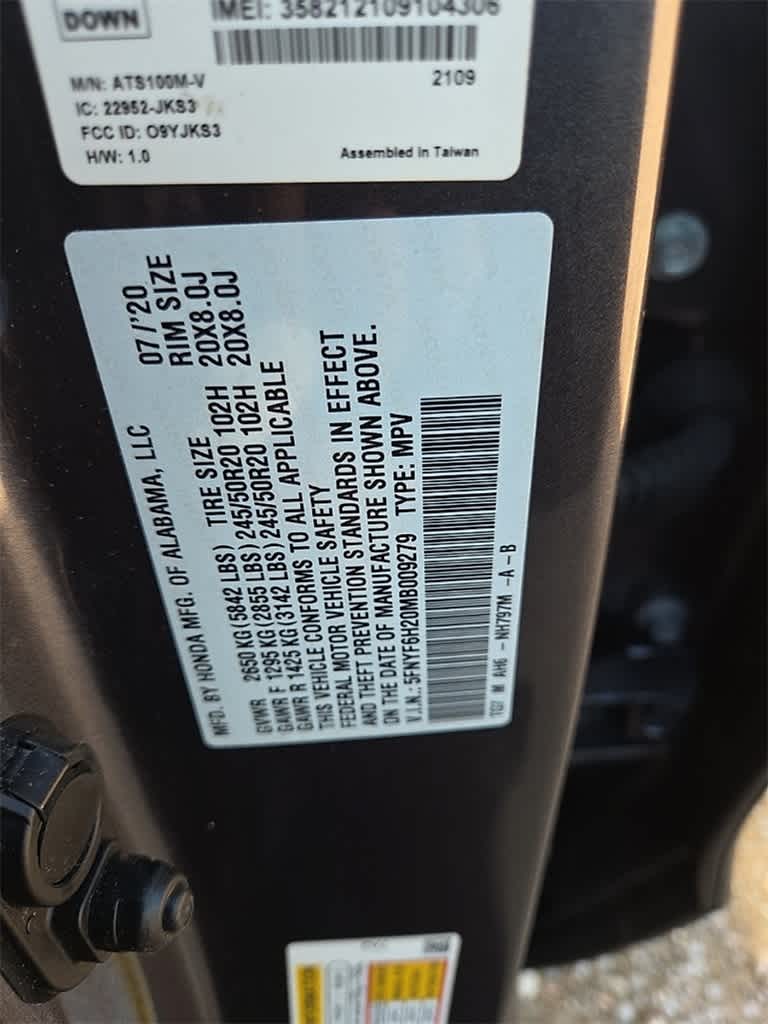 DOWN
IMEI: 358212109104306
M/N: ATS100M-V
2109
IC: 22952-JKS3
FCC ID: O9YJKS3
H/W: 1.0
Assembled in Taiwan
MFD. BY HONDA MFG. OF ALABAMA, LLC 07/'20
TIRE SIZE RIM SIZE
GVWR 2650 KG (5842 LBS)
GAWR F 1295 KG (2855 LBS) 245/50R20 102H 20X8.0J
GAWR R 1425 KG (3142 LBS) 245/50R20 102H 20X8.0J
THIS VEHICLE CONFORMS TO ALL APPLICABLE
FEDERAL MOTOR VEHICLE SAFETY
AND THEFT PREVENTION STANDARDS IN EFFECT
ON THE DATE OF MANUFACTURE SHOWN ABOVE.
V.I.N.: 5FNYF6H20MB009279 TYPE: MPV
TG7 M AH6 - NH797M -A - B